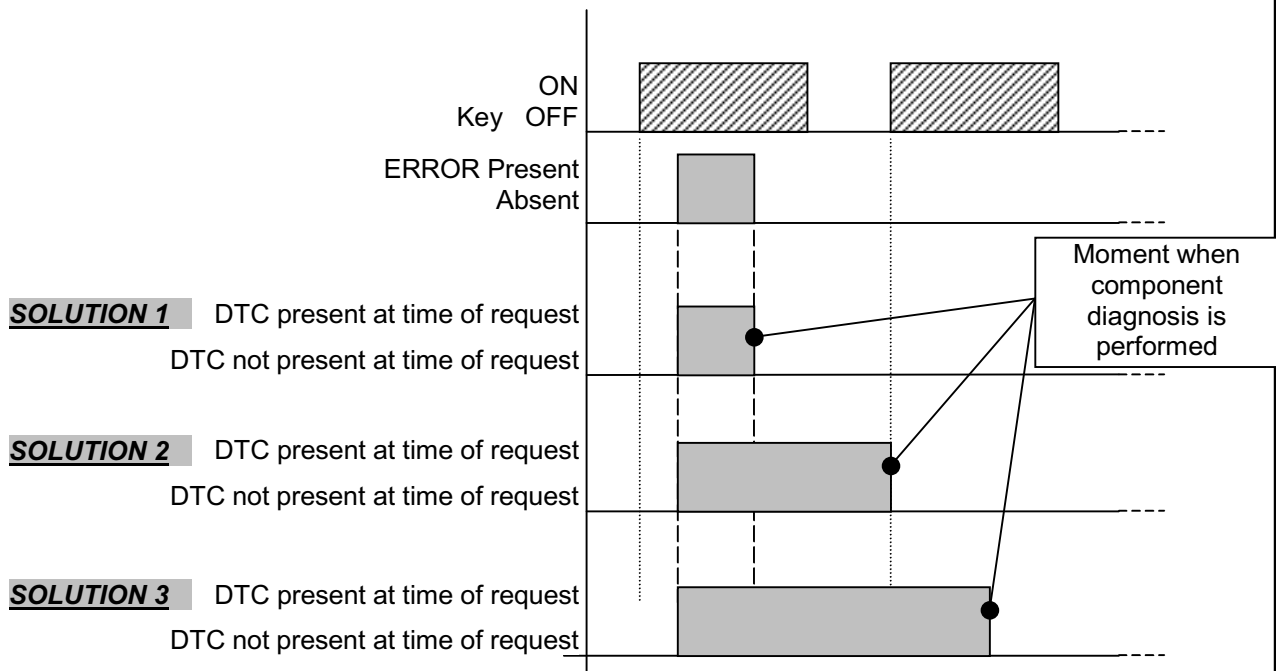 ON
Key OFF
ERROR Present
Absent
Moment when
component
diagnosis is
performed
SOLUTION 1 DTC present at time of request
DTC not present at time of request
SOLUTION 2 DTC present at time of request
DTC not present at time of request
SOLUTION 3 DTC present at time of request
DTC not present at time of request